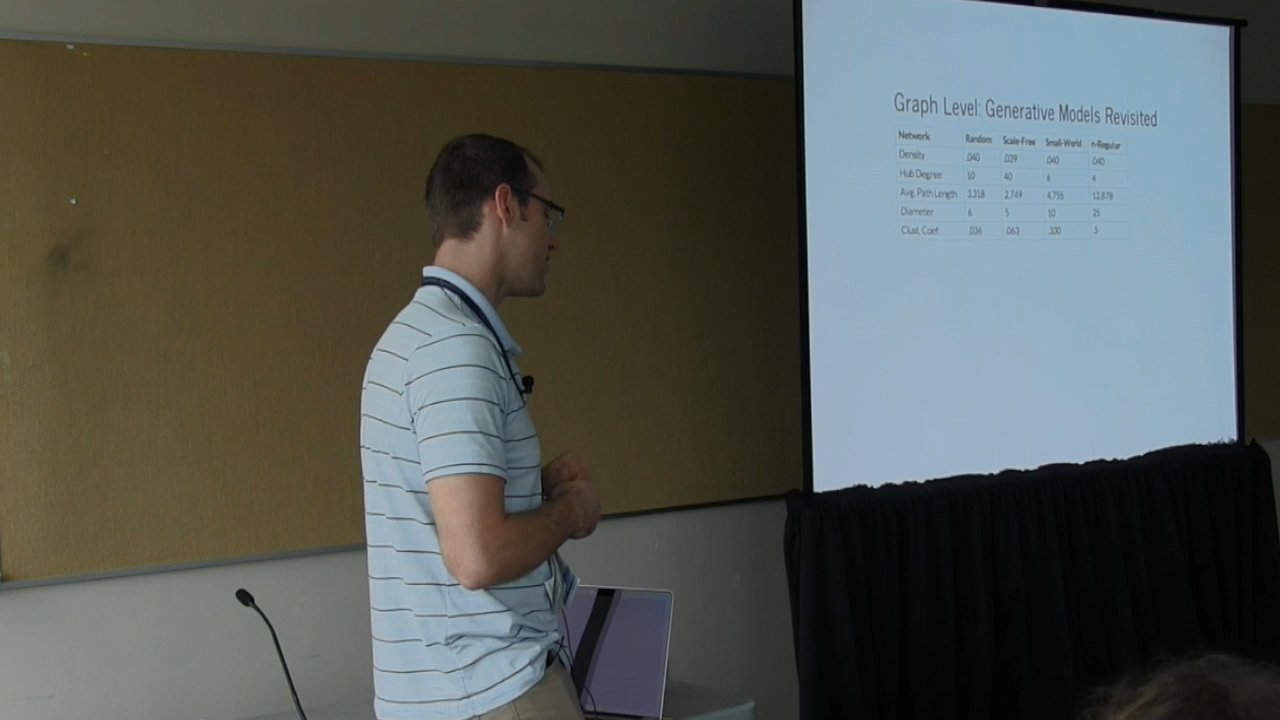 Graph Level: Generative Models Revisited
Network Random Scale-Free Small-World n-Regular
Density .040 .039 .040 .040
Hub Degree 10 40 6 4
Avg. Path Length 3.318 2.749 4.755 12.879
Diameter 6 5 10 25
Clust. Coef. .036 .063 .330 .5